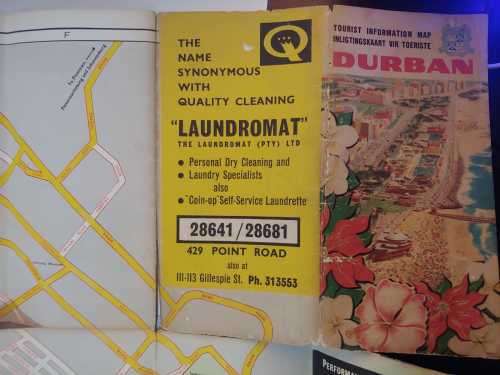 F
THE
NAME
SYNONYMOUS
WITH
QUALITY CLEANING
"LAUNDROMAT"
THE LAUNDROMAT (PTY) LTD
• Personal Dry Cleaning and
• Laundry Specialists
also
• "Coin-op" Self-Service Laundrette
28641/28681
429 POINT ROAD
also at
111-113 Gillespie St. Ph. 313553
TOURIST INFORMATION MAP
INLIGTINGSKAART VIR TOERISTE
DURBAN
PERFORMA